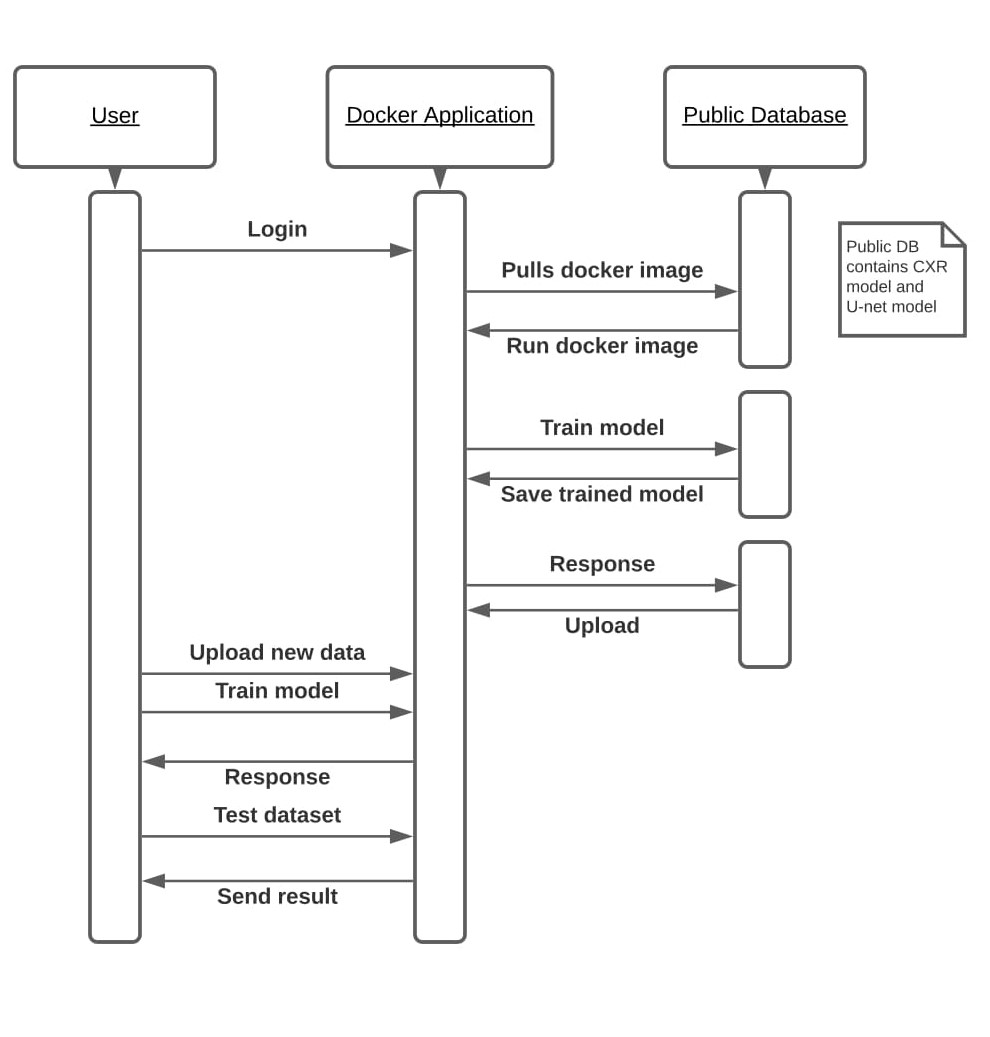 User
Docker Application
Public Database
Login
Pulls docker image
Public DB
contains CXR
model and
U-net model
Run docker image
Train model
Save trained model
Response
Upload
Upload new data
Train model
Response
Test dataset
Send result